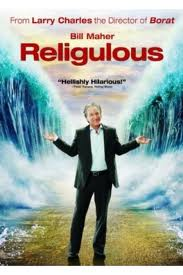 From Larry Charles the Director of Borat
Bill Maher
Religulous
"Hellishly Hilarious!"